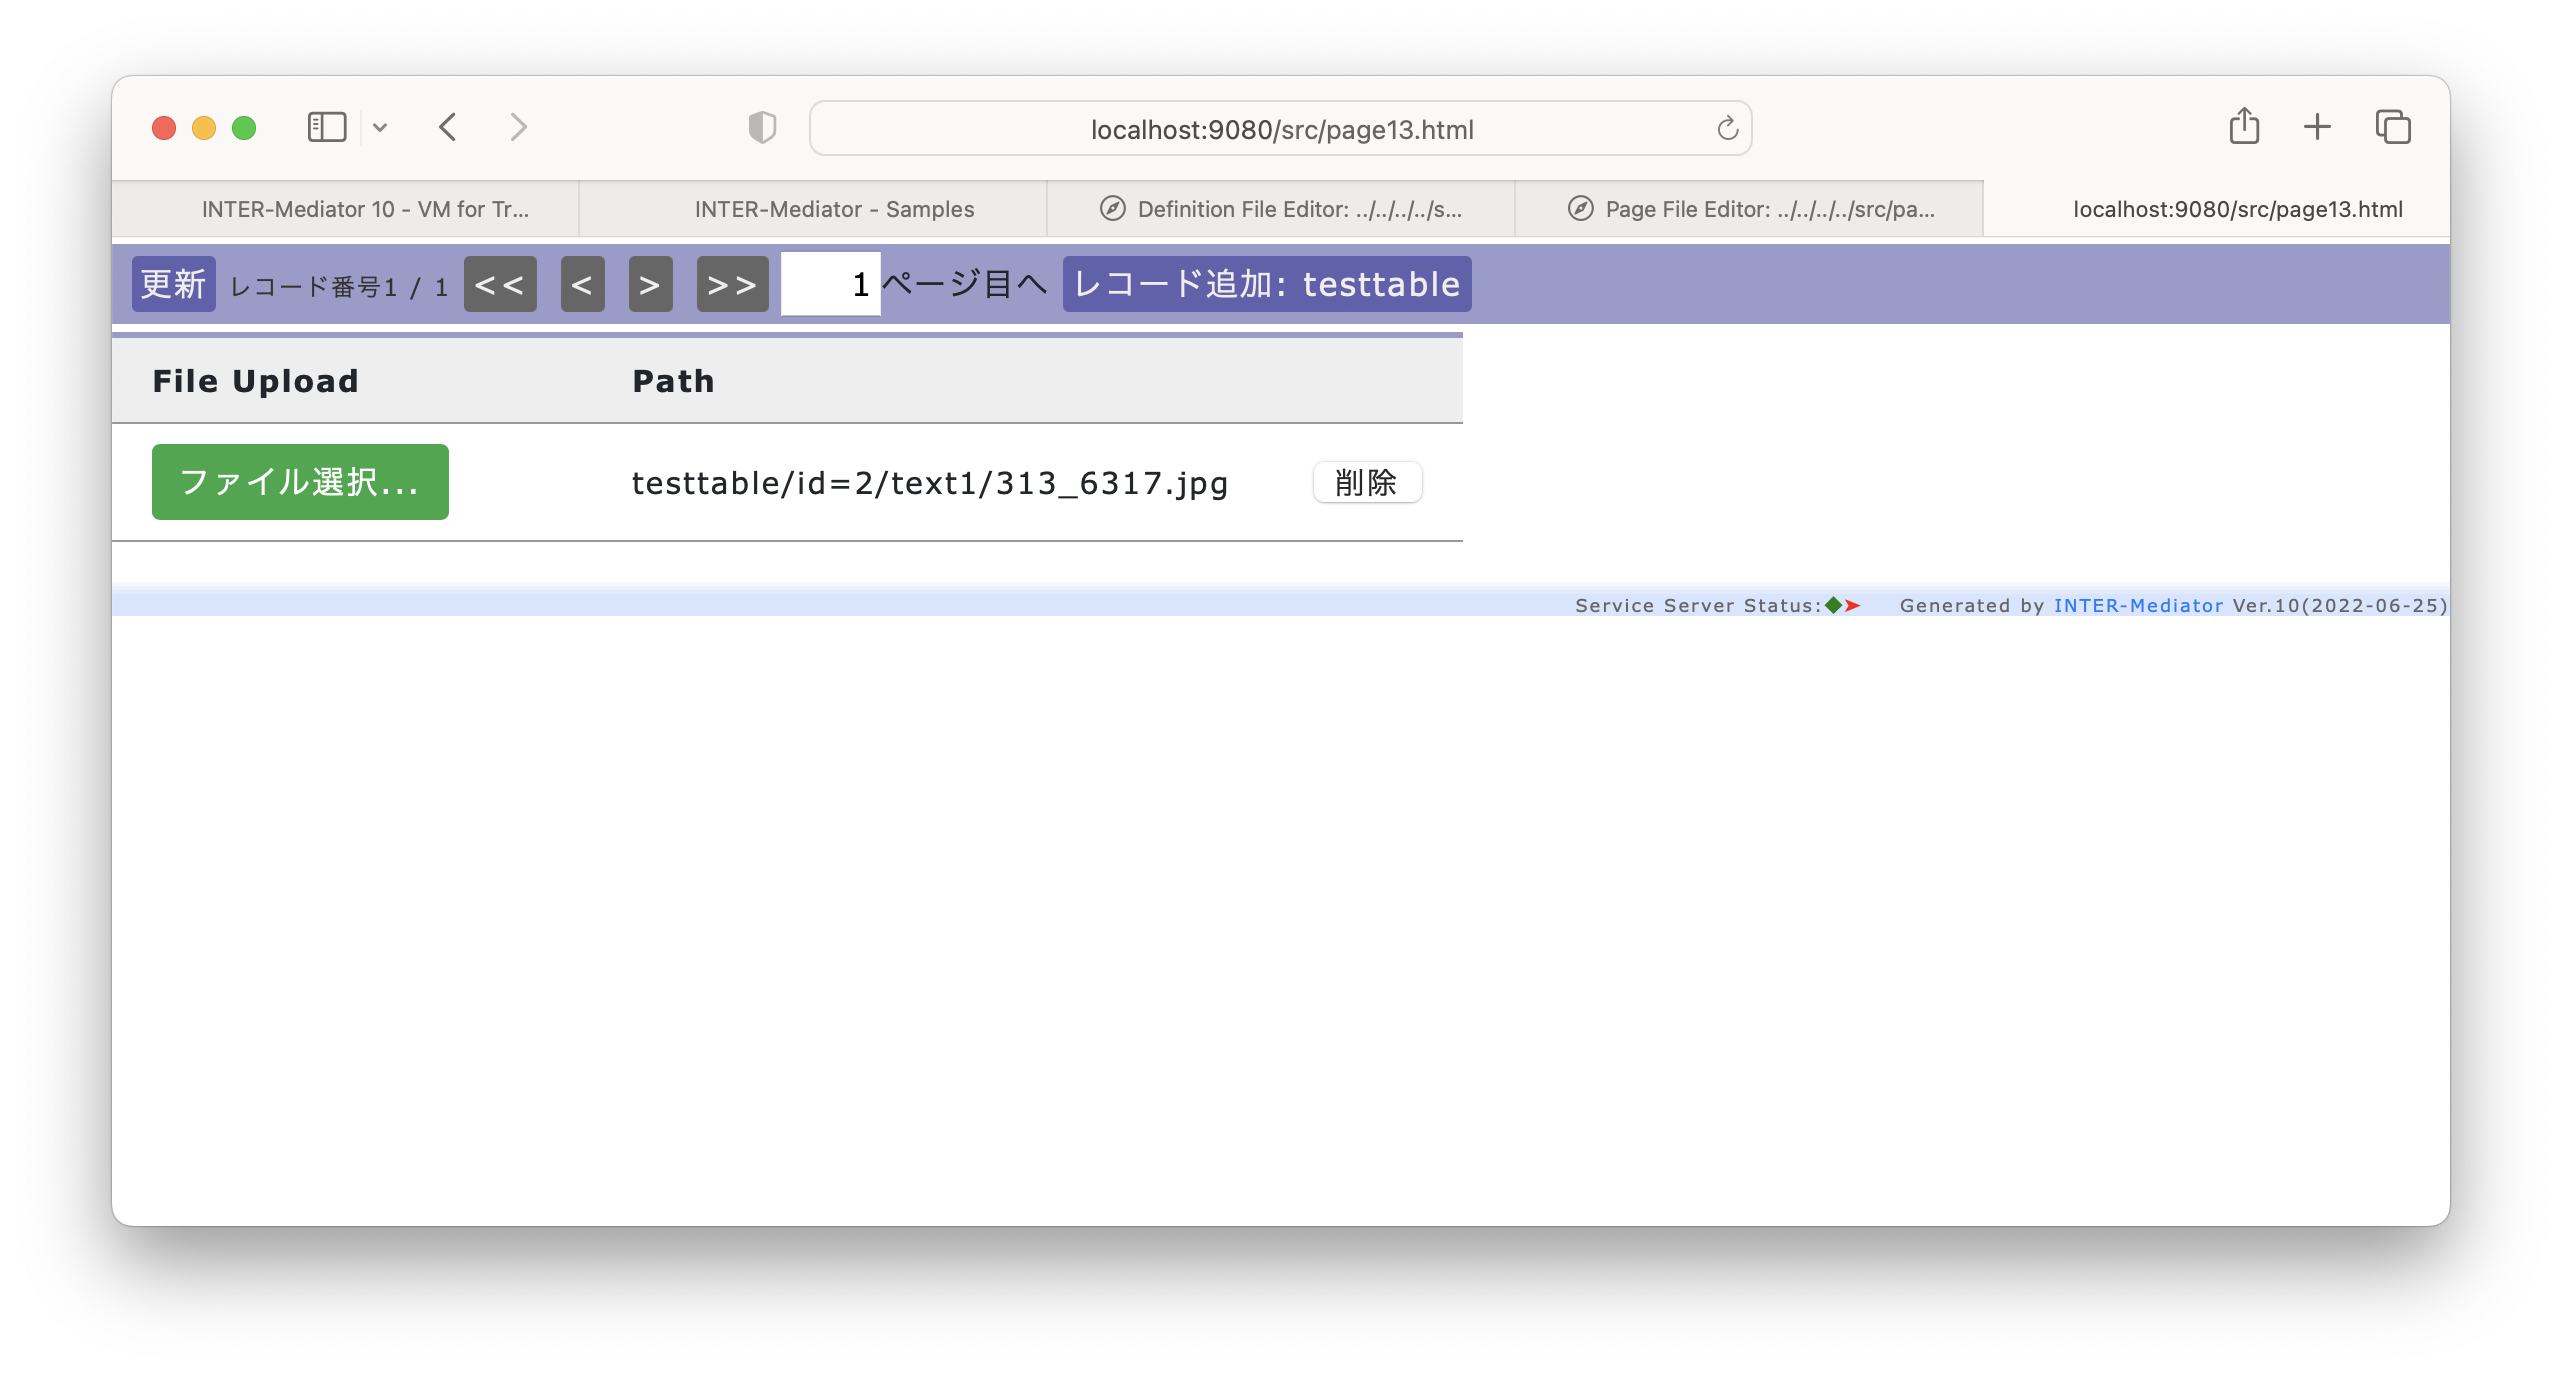 localhost:9080/src/page13.html
INTER-Mediator 10 - VM for Tr...
INTER-Mediator - Samples
Definition File Editor: ../../../../s...
Page File Editor: ../../../../src/pa...
localhost:9080/src/page13.html
更新 レコード番号1 / 1 << < > >> 1 ページ目へ レコード追加: testtable
File Upload Path
ファイル選択... testtable/id=2/text1/313_6317.jpg 削除
Service Server Status:◆➤ Generated by INTER-Mediator Ver.10(2022-06-25)